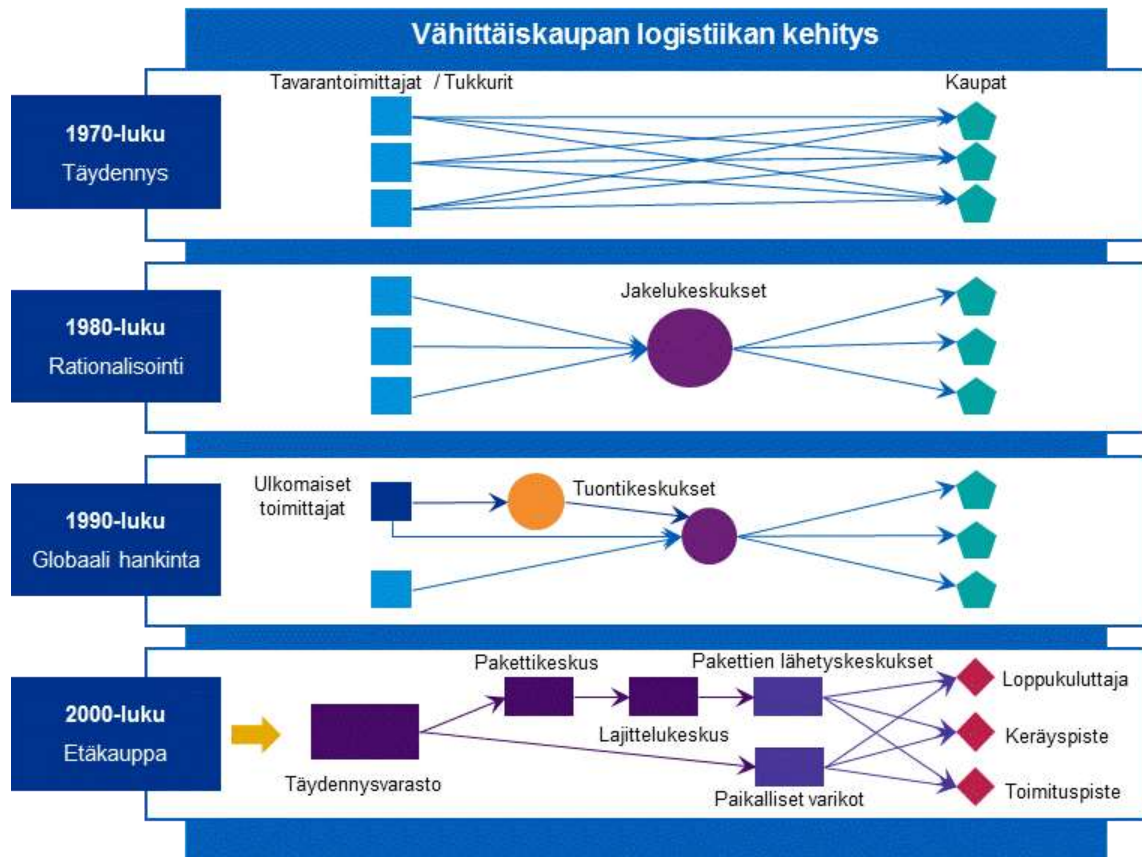 Vähittäiskaupan logistiikan kehitys
Tavarantoimittajat / Tukkurit
Kaupat
1970-luku
Täydennys
Jakelukeskukset
1980-luku
Rationalisointi
Ulkomaiset
toimittajat
Tuontikeskukset
1990-luku
Globaali hankinta
Pakettikeskus
Pakettien lähetyskeskukset
Loppukuluttaja
2000-luku
Etäkauppa
Lajittelukeskus
Keräyspiste
Täydennysvarasto
Paikalliset varikot
Toimituspiste